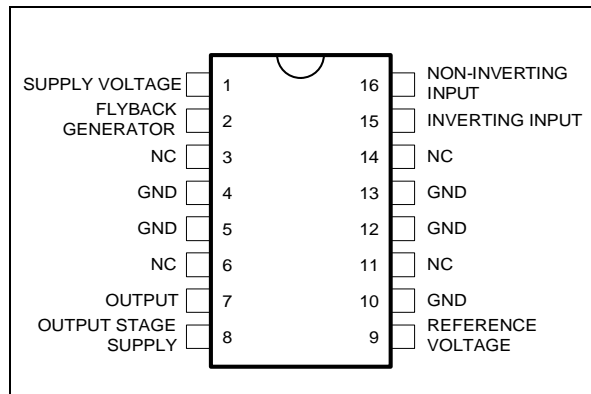 SUPPLY VOLTAGE 1 16 NON-INVERTING
INPUT
FLYBACK
GENERATOR 2 15 INVERTING INPUT
NC 3 14 NC
GND 4 13 GND
GND 5 12 GND
NC 6 11 NC
OUTPUT 7 10 GND
OUTPUT STAGE
SUPPLY 8 9 REFERENCE
VOLTAGE